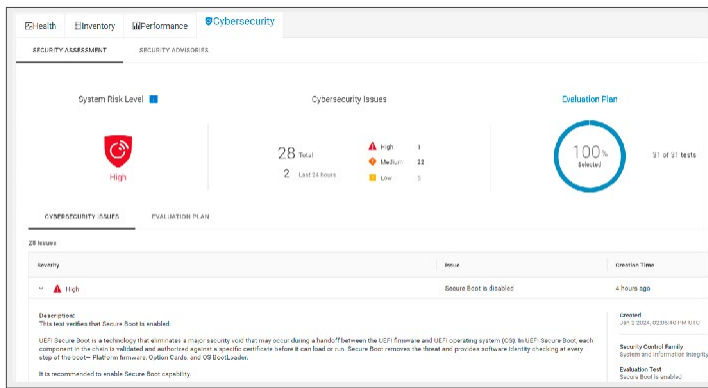 Health Inventory Performance Cybersecurity
SECURITY ASSESSMENT SECURITY ADVISORIES
System Risk Level Cybersecurity Issues Evaluation Plan
High
28 Total
2 Last 24 hours
High 1
Medium 22
Low 5
100%
Selected
91 of 91 tests
CYBERSECURITY ISSUES EVALUATION PLAN
28 Issues
Severity Issue Creation Time
High Secure Boot is disabled 4 hours ago
Description:
This test verifies that Secure Boot is enabled.
UEFI Secure Boot is a technology that eliminates a major security void that may occur during a handoff between the UEFI firmware and UEFI operating system (OS). In UEFI Secure Boot, each
component in the chain is validated and authorized against a specific certificate before it can load or run. Secure Boot removes the threat and provides software identity checking at every
step of the boot— Platform firmware, Option Cards, and OS BootLoader.
It is recommended to enable Secure Boot capability.
Created
2024, 02:06:40 PM UTC
Security Control Family
System and Information Integrity
Evaluation Test
Secure Boot is enabled